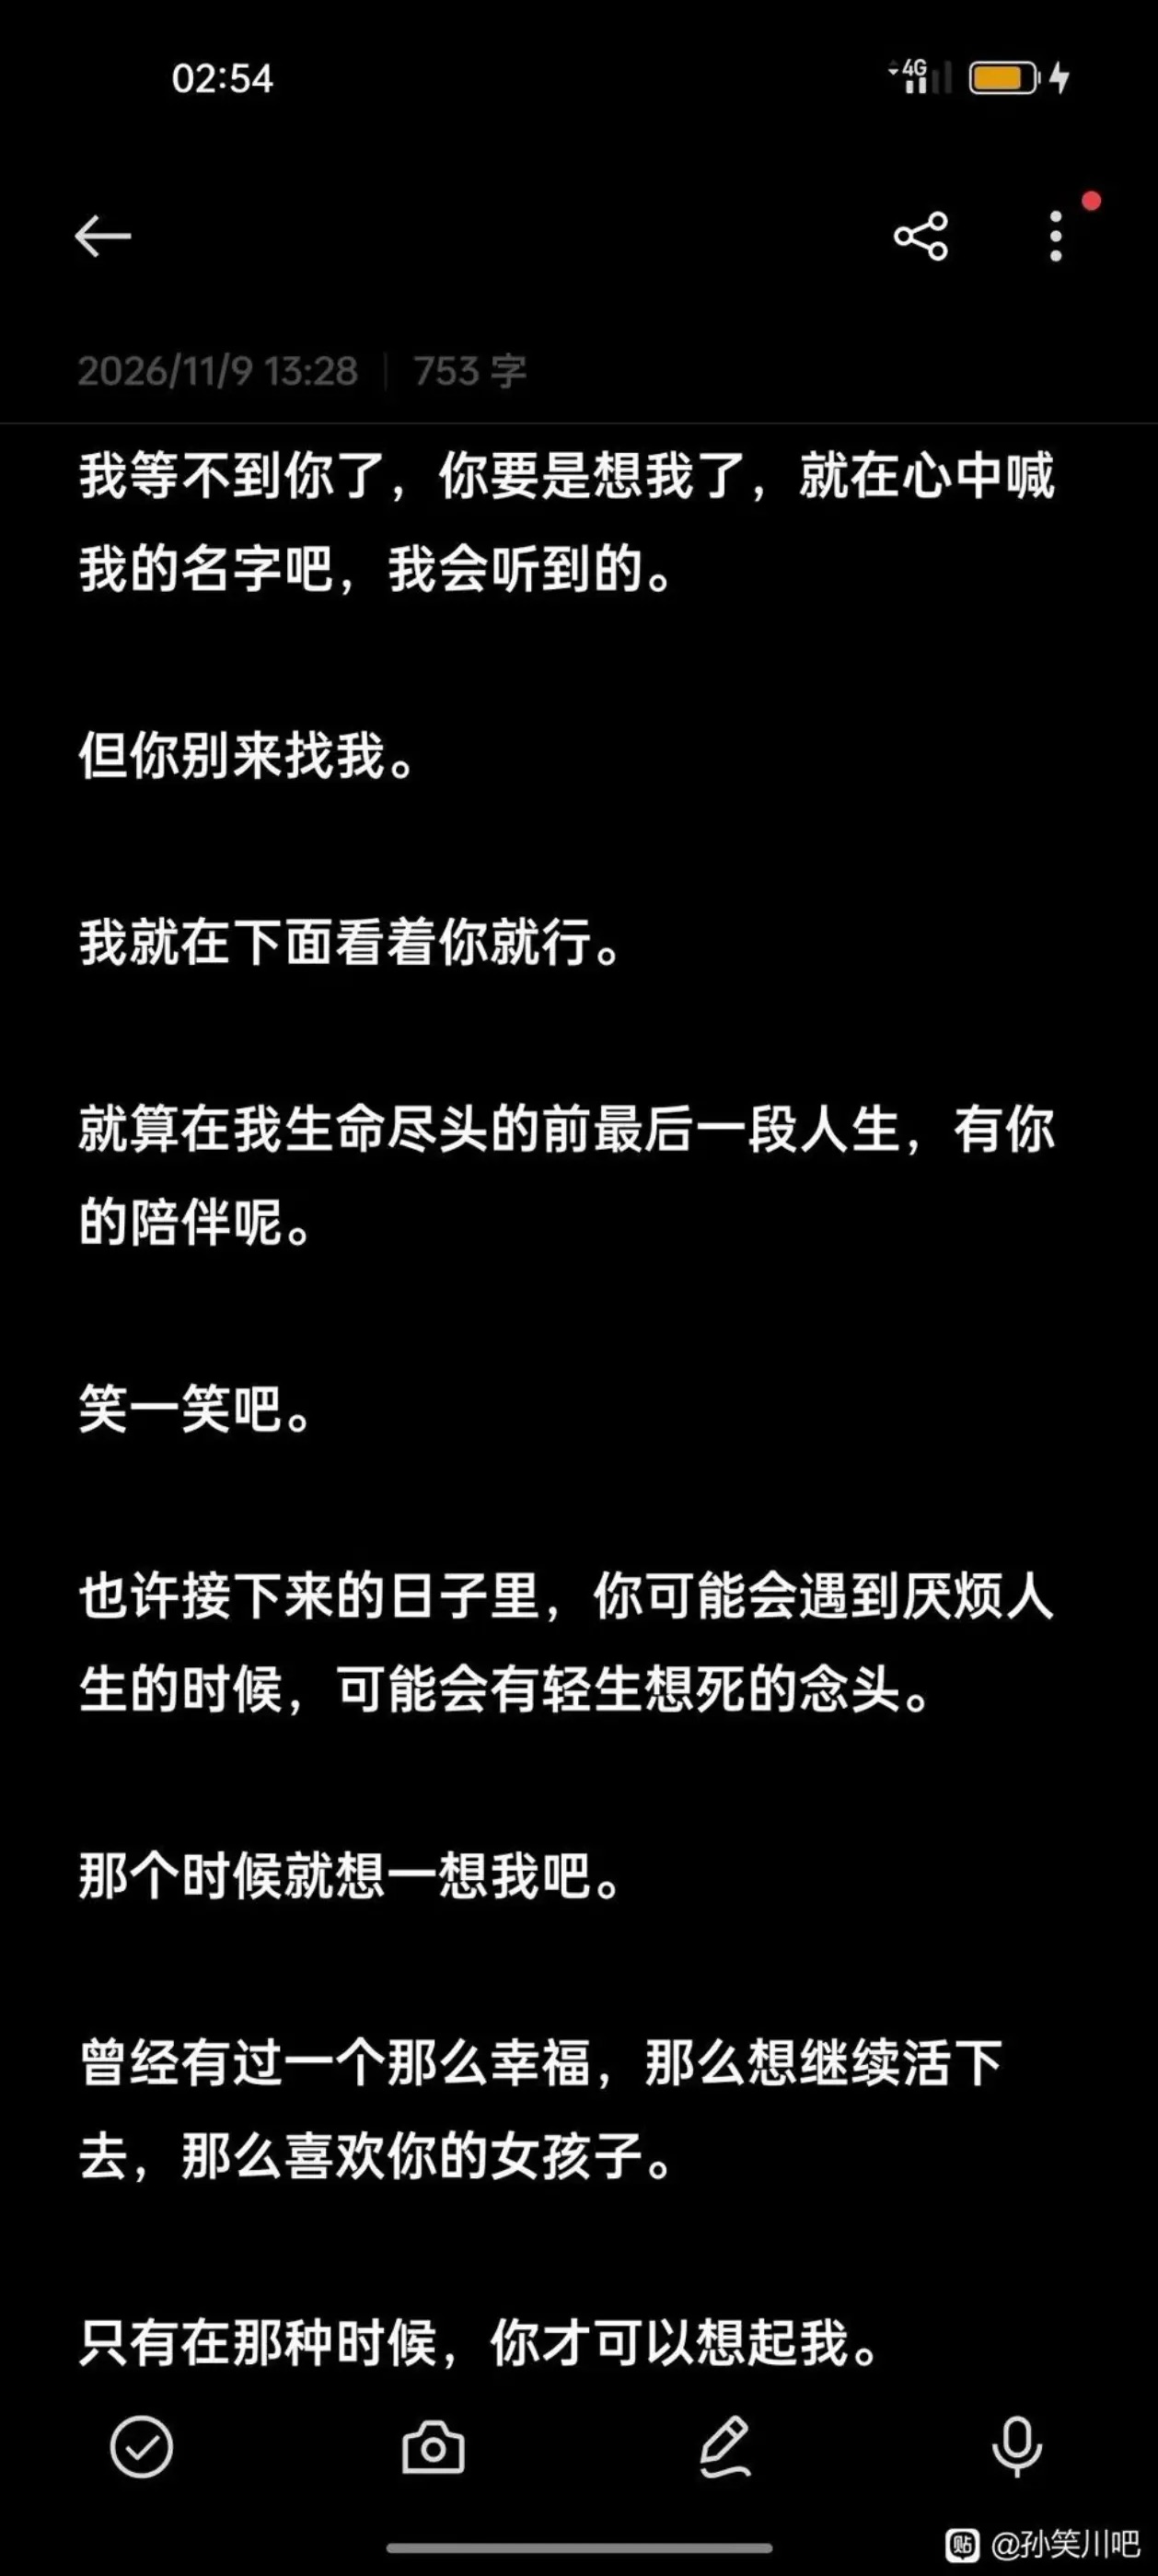 02:54
4G
2026/11/9 13:28 | 753 字
我等不到你了，你要是想我了，就在心中喊
我的名字吧，我会听到的。
但你别来找我。
我就在下面看着你就行。
就算在我生命尽头的前最后一段人生，有你
的陪伴呢。
笑一笑吧。
也许接下来的日子里，你可能会遇到厌烦人
生的时候，可能会有轻生想死的念头。
那个时候就想一想我吧。
曾经有过一个那么幸福，那么想继续活下
去，那么喜欢你的女孩子。
只有在那种时候，你才可以想起我。
贴 @孙笑川吧